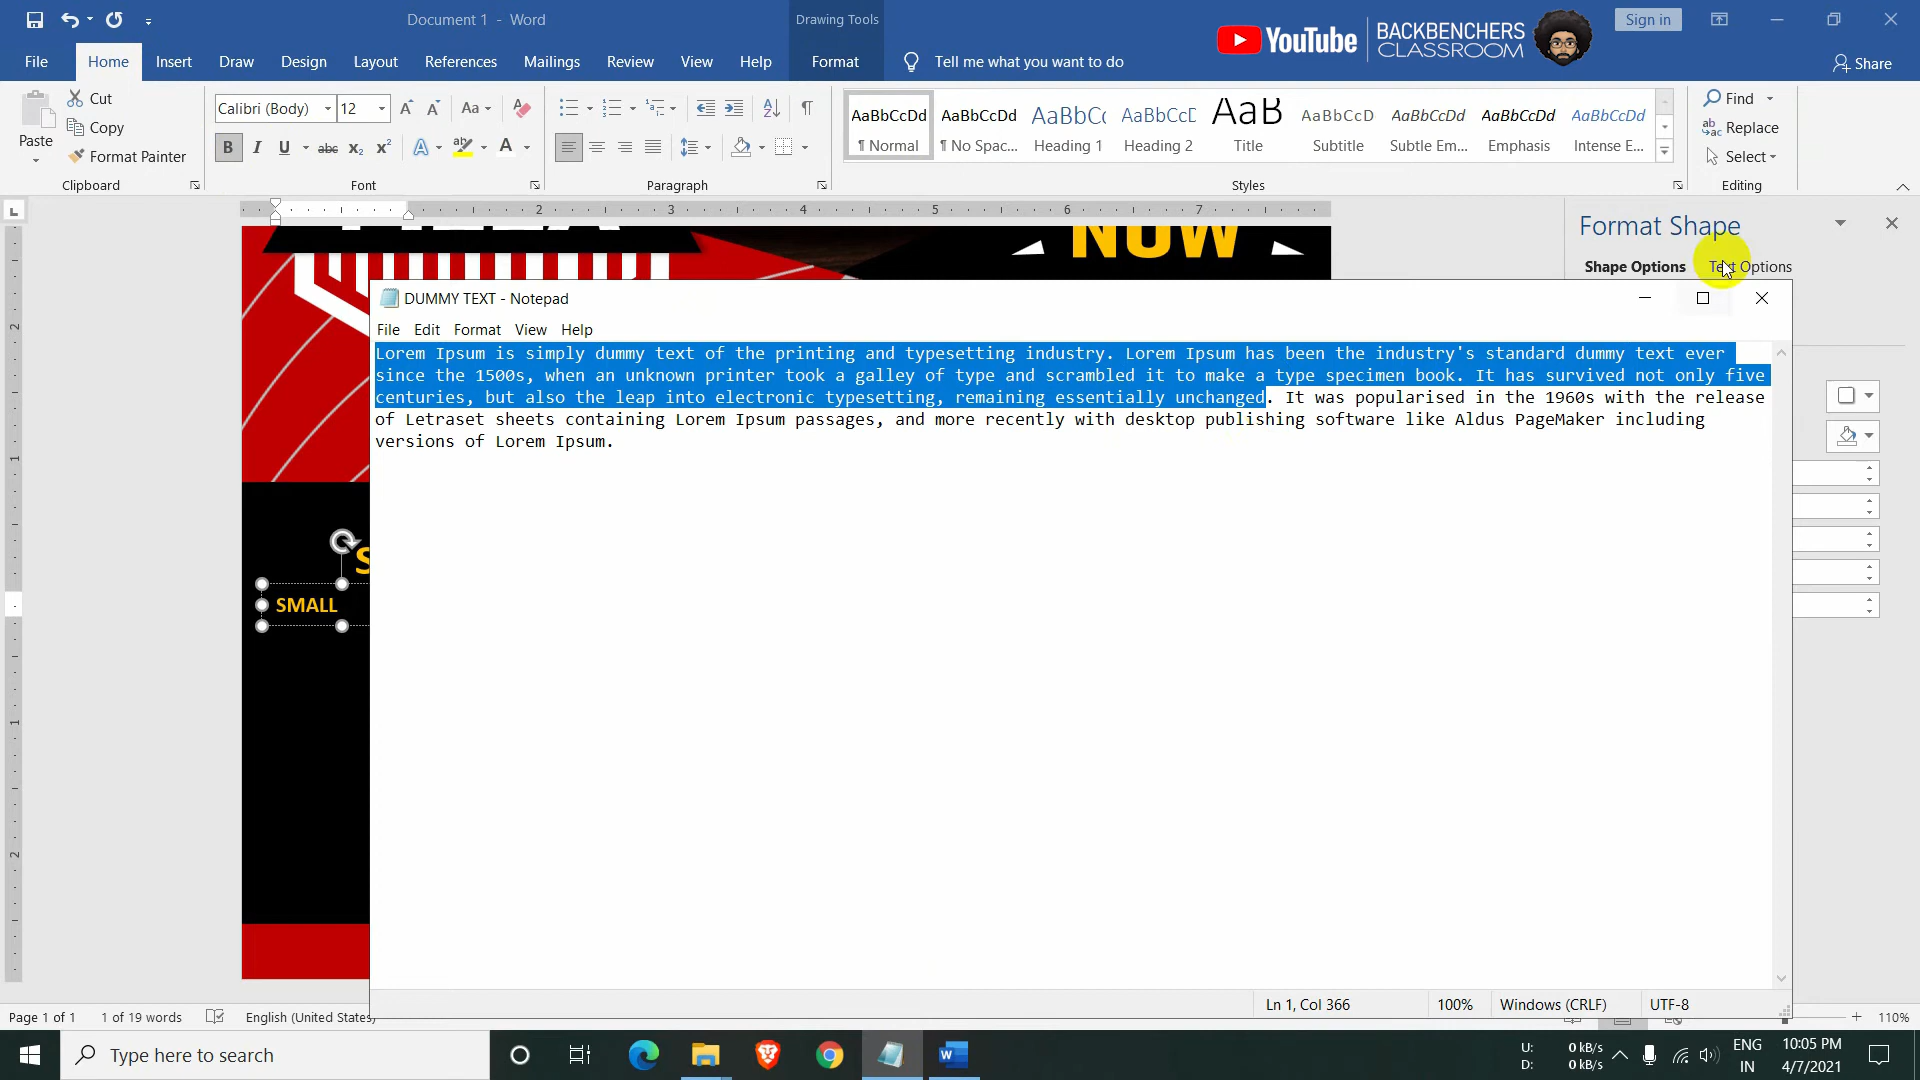 Document 1 - Word
Drawing Tools
Sign in
YouTube
BACKBENCHERS
CLASSROOM
File Home Insert Draw Design Layout References Mailings Review View Help Format Tell me what you want to do Share
Paste
Cut
Copy
Format Painter
Clipboard
Calibri (Body) 12
Font
Paragraph
AaBbCcDd AaBbCcDd AaBbCc AaBbCcD AaB AaBbCcD AaBbCcDd AaBbCcDd AaBbCcDd
¶ Normal ¶ No Spac... Heading 1 Heading 2 Title Subtitle Subtle Em... Emphasis Intense E...
Styles
Find
Replace
Select
Editing
2 3 4 5 6 7
NOW
Format Shape
Shape Options Text Options
DUMMY TEXT - Notepad
File Edit Format View Help
Lorem Ipsum is simply dummy text of the printing and typesetting industry. Lorem Ipsum has been the industry's standard dummy text ever
since the 1500s, when an unknown printer took a galley of type and scrambled it to make a type specimen book. It has survived not only five
centuries, but also the leap into electronic typesetting, remaining essentially unchanged. It was popularised in the 1960s with the release
of Letraset sheets containing Lorem Ipsum passages, and more recently with desktop publishing software like Aldus PageMaker including
versions of Lorem Ipsum.
SMALL
Ln 1, Col 366 100% Windows (CRLF) UTF-8
Page 1 of 1 1 of 19 words English (United States) 110%
Type here to search
U: 0 kB/s
D: 0 kB/s
ENG
IN
10:05 PM
4/7/2021